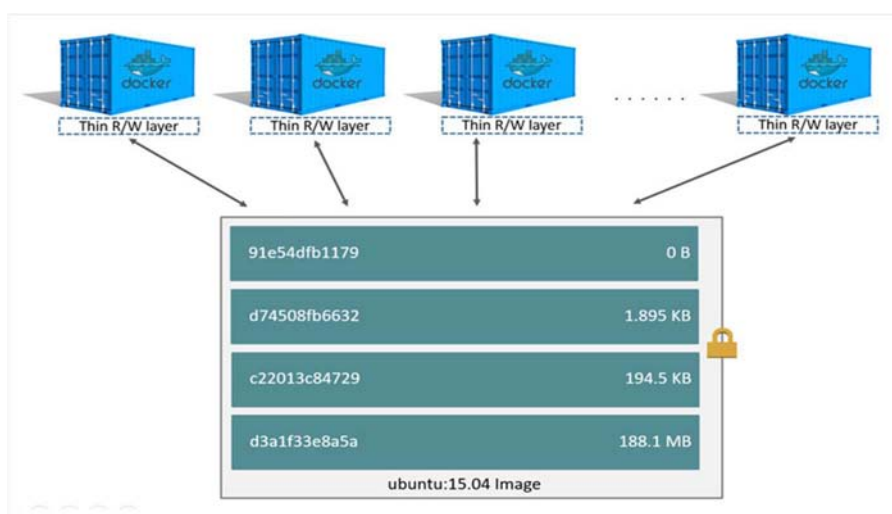 docker docker docker docker
Thin R/W layer Thin R/W layer Thin R/W layer . . . . . . Thin R/W layer
91e54dfb1179 0 B
d74508fb6632 1.895 KB
c22013c84729 194.5 KB
d3a1f33e8a5a 188.1 MB
ubuntu:15.04 Image